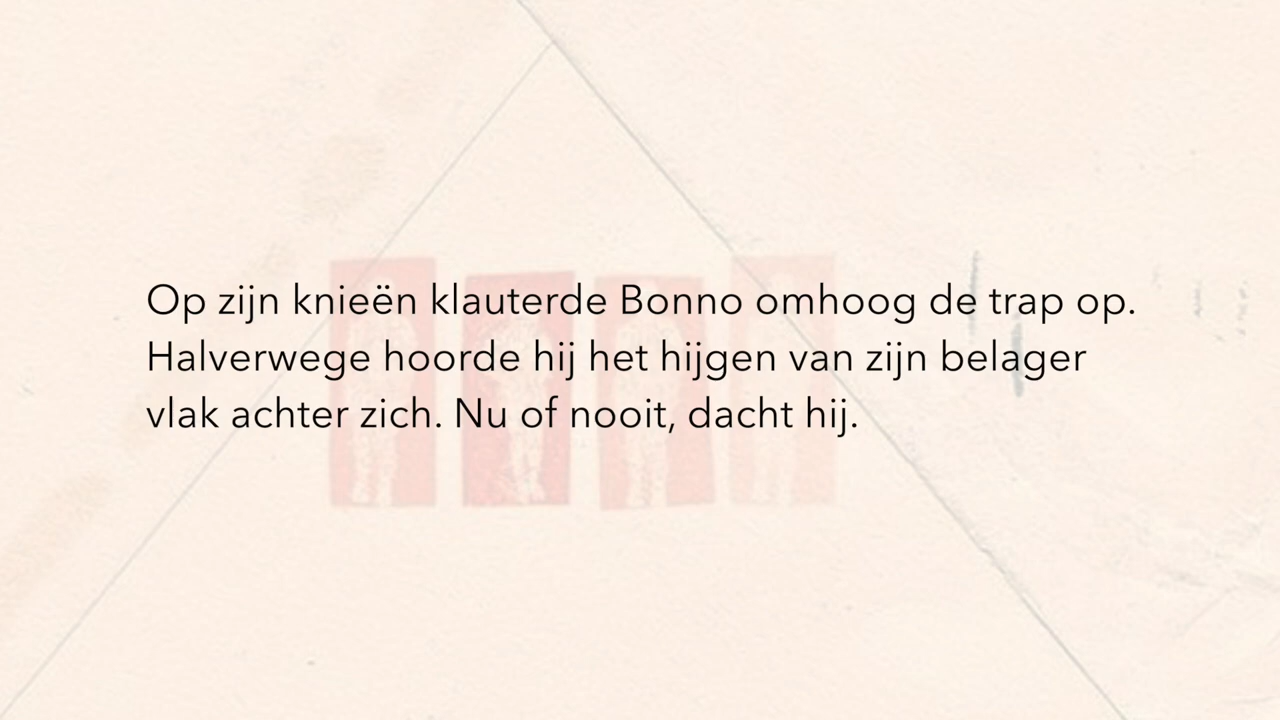 Op zijn knieën klauterde Bonno omhoog de trap op.
Halverwege hoorde hij het hijgen van zijn belager
vlak achter zich. Nu of nooit, dacht hij.